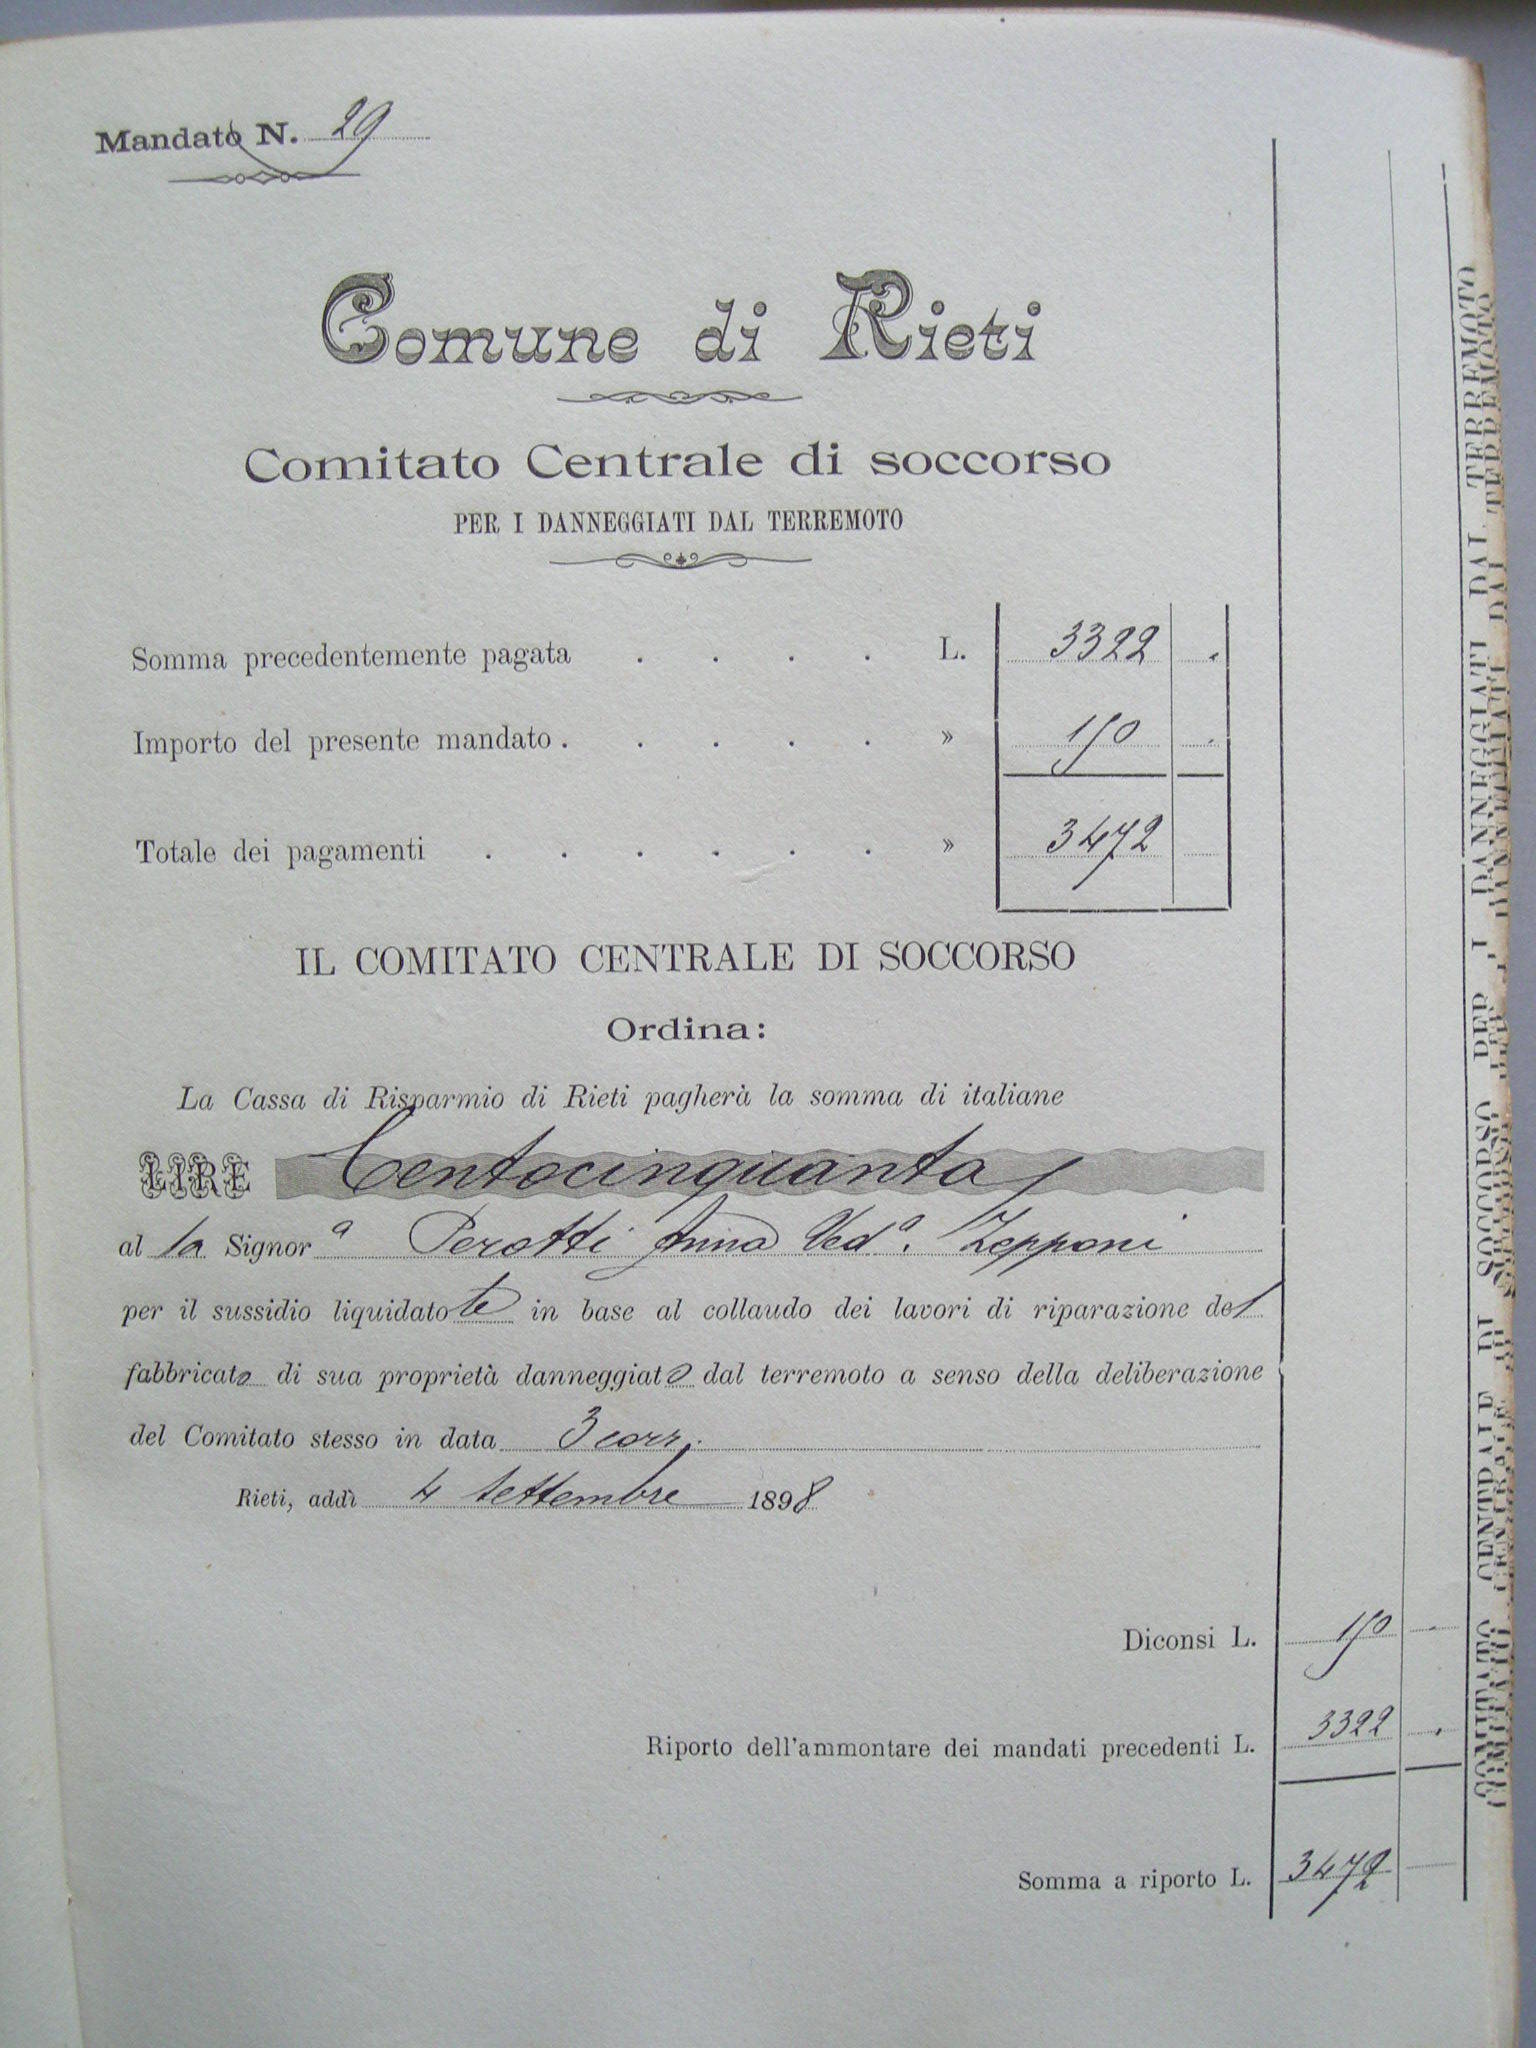 Mandato N. 29
Comune di Rieti
Comitato Centrale di soccorso
PER I DANNEGGIATI DAL TERREMOTO
Somma precedentemente pagata . . . . L. 3322 .
Importo del presente mandato . . . . . » 150 .
Totale dei pagamenti . . . . . . » 3472
IL COMITATO CENTRALE DI SOCCORSO
Ordina:
La Cassa di Risparmio di Rieti pagherà la somma di italiane
LIRE Centocinquanta
al la Signor a Perotti Anna Ved.a Zepponi
per il sussidio liquidato le in base al collaudo dei lavori di riparazione del
fabbricato di sua proprietà danneggiato dal terremoto a senso della deliberazione
del Comitato stesso in data 3 corr.
Rieti, addì 4 Settembre 1898
Diconsi L. 150
Riporto dell'ammontare dei mandati precedenti L. 3322 .
Somma a riporto L. 3472
COMITATO CENTRALE DI SOCCORSO PER I DANNEGGIATI DAL TERREMOTO